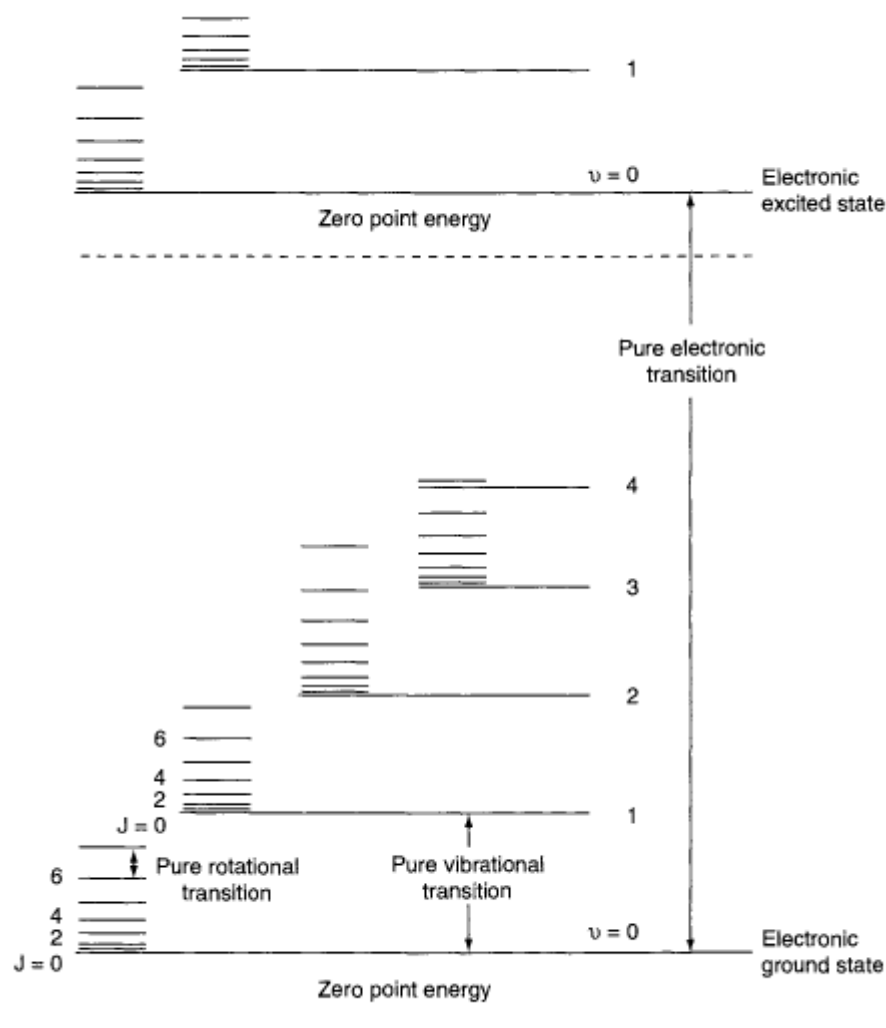 1
υ = 0
Electronic
excited state
Zero point energy
Pure electronic
transition
4
3
2
6
4
2
J = 0
1
Pure rotational
transition
Pure vibrational
transition
6
4
2
J = 0
υ = 0
Electronic
ground state
Zero point energy